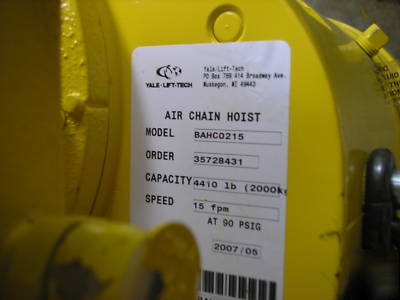 YALE·LIFT-TECH
Yale/Lift-Tech
PO Box 769 414 Broadway Ave.
Muskegon, MI 49443
AIR CHAIN HOIST
MODEL BAHC0215
ORDER 35728431
CAPACITY 4410 lb (2000kg
SPEED 15 fpm
AT 90 PSIG
2007/05